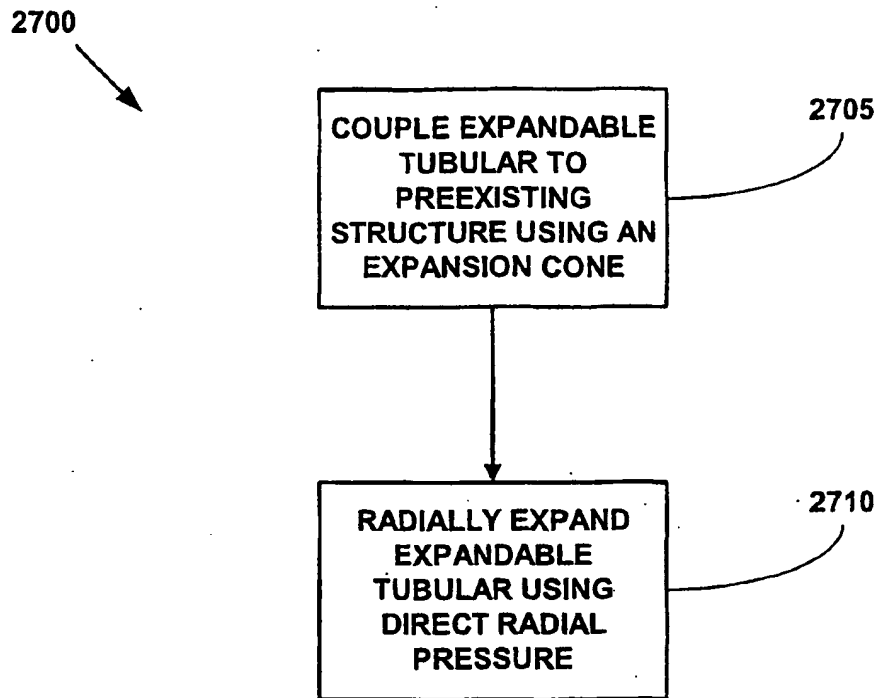 2700
COUPLE EXPANDABLE
TUBULAR TO
PREEXISTING
STRUCTURE USING AN
EXPANSION CONE
2705
RADIALLY EXPAND
EXPANDABLE
TUBULAR USING
DIRECT RADIAL
PRESSURE
2710